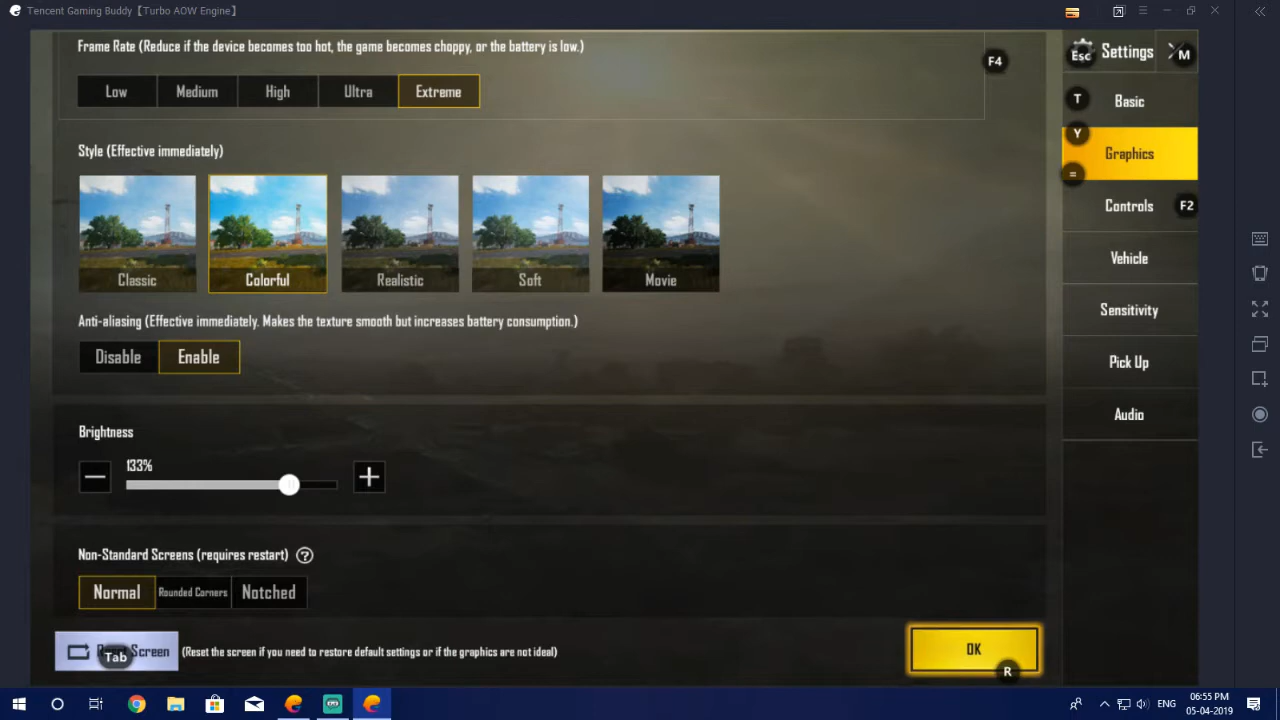 Tencent Gaming Buddy【Turbo AOW Engine】
Frame Rate (Reduce if the device becomes too hot, the game becomes choppy, or the battery is low.)
F4
Esc
Settings
M
Low
Medium
High
Ultra
Extreme
T
Basic
Y
Graphics
=
Style (Effective immediately)
Controls
F2
Classic
Colorful
Realistic
Soft
Movie
Vehicle
Sensitivity
Anti-aliasing (Effective immediately. Makes the texture smooth but increases battery consumption.)
Disable
Enable
Pick Up
Audio
Brightness
133%
Non-Standard Screens (requires restart)
?
Normal
Rounded Corners
Notched
Tab
Screen
(Reset the screen if you need to restore default settings or if the graphics are not ideal)
OK
R
ENG
06:55 PM
05-04-2019